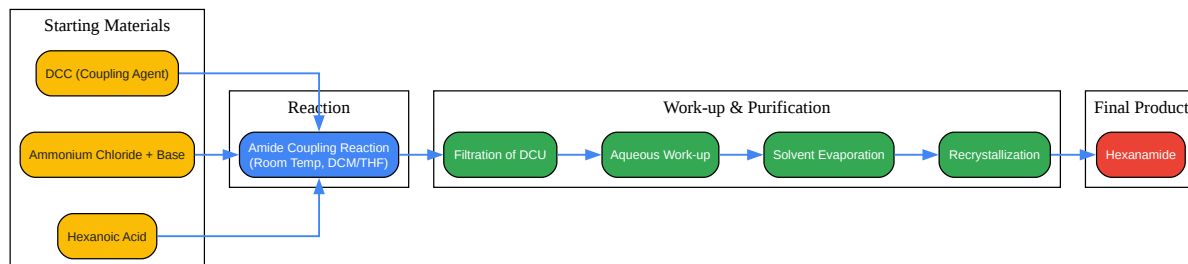 Starting Materials
DCC (Coupling Agent)
Ammonium Chloride + Base
Hexanoic Acid
Reaction
Amide Coupling Reaction
(Room Temp, DCM/THF)
Work-up & Purification
Filtration of DCU
Aqueous Work-up
Solvent Evaporation
Recrystallization
Final Product
Hexanamide